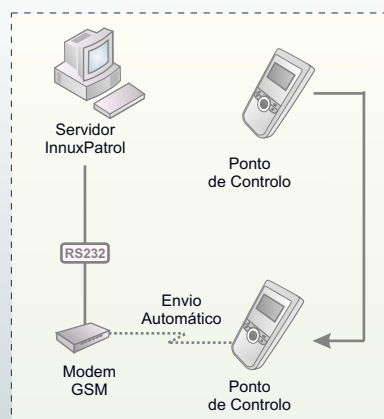 Servidor
InnuxPatrol
Ponto
de Controlo
RS232
Envio
Automático
Modem
GSM
Ponto
de Controlo